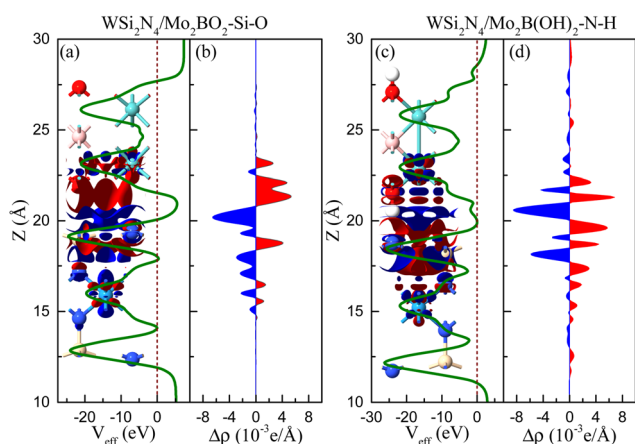 WSi₂N₄/Mo₂BO₂-Si-O
WSi₂N₄/Mo₂B(OH)₂-N-H
30
25
20
15
10
Z (Å)
(a)
(b)
-20
-10
0
V_eff (eV)
-8
-4
0
4
8
Δρ (10⁻³e/Å)
30
25
20
15
10
Z (Å)
(c)
(d)
-30
-20
-10
0
V_eff (eV)
-8
-4
0
4
8
Δρ (10⁻³e/Å)